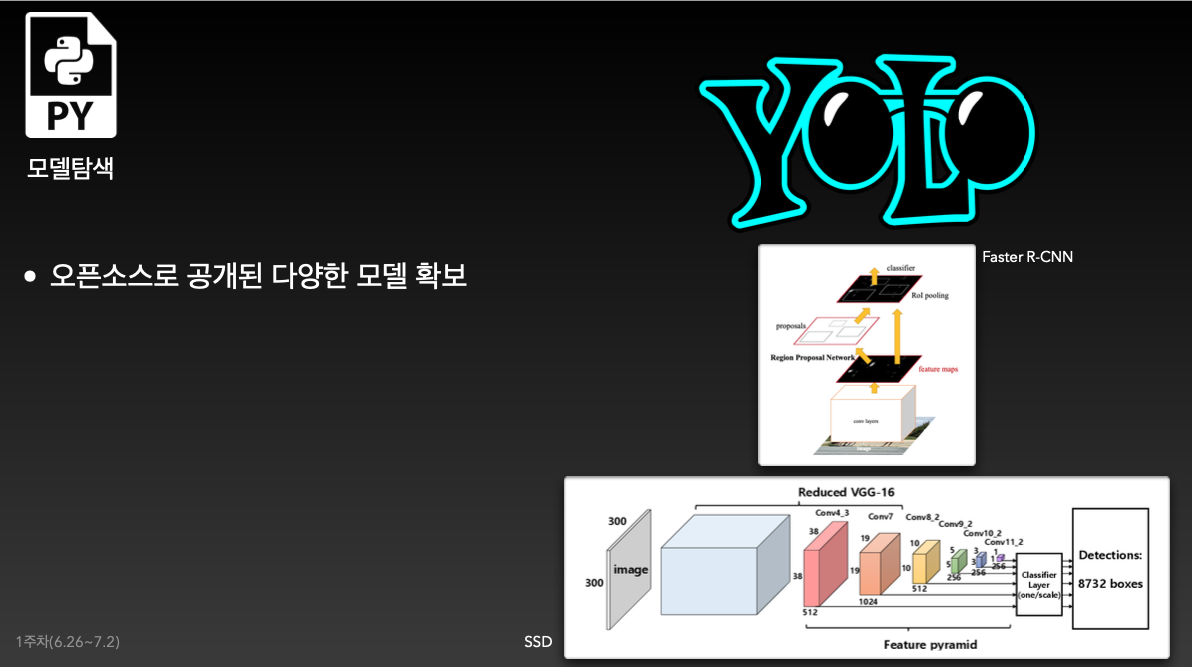 PY
모델탐색
YOLO
• 오픈소스로 공개된 다양한 모델 확보
Faster R-CNN
classifier
RoI pooling
proposals
Region Proposal Network
feature maps
conv layers
Reduced VGG-16
300
300
image
Conv4_3
38
38
512
Conv7
19
19
1024
Conv8_2
10
10
512
Conv9_2
5
5
256
Conv10_2
3
3
256
Conv11_2
1
1
256
Classifier
Layer
(one/scale)
Detections:
8732 boxes
Feature pyramid
SSD
1주차(6.26~7.2)